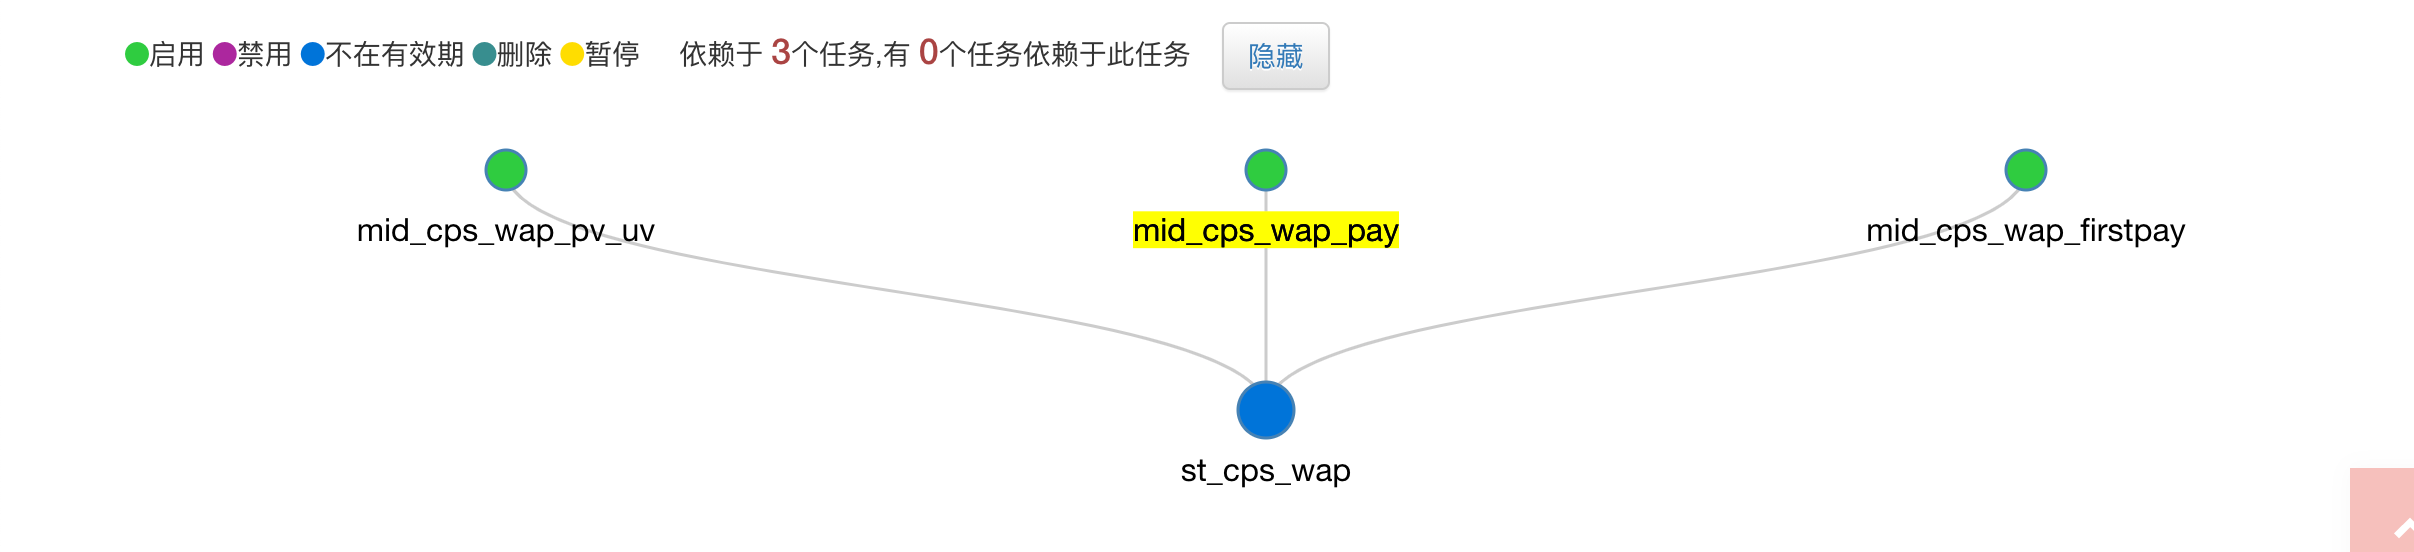 启用 禁用 不在有效期 删除 暂停 依赖于 3个任务,有 0个任务依赖于此任务 隐藏
mid_cps_wap_pv_uv mid_cps_wap_pay mid_cps_wap_firstpay
st_cps_wap